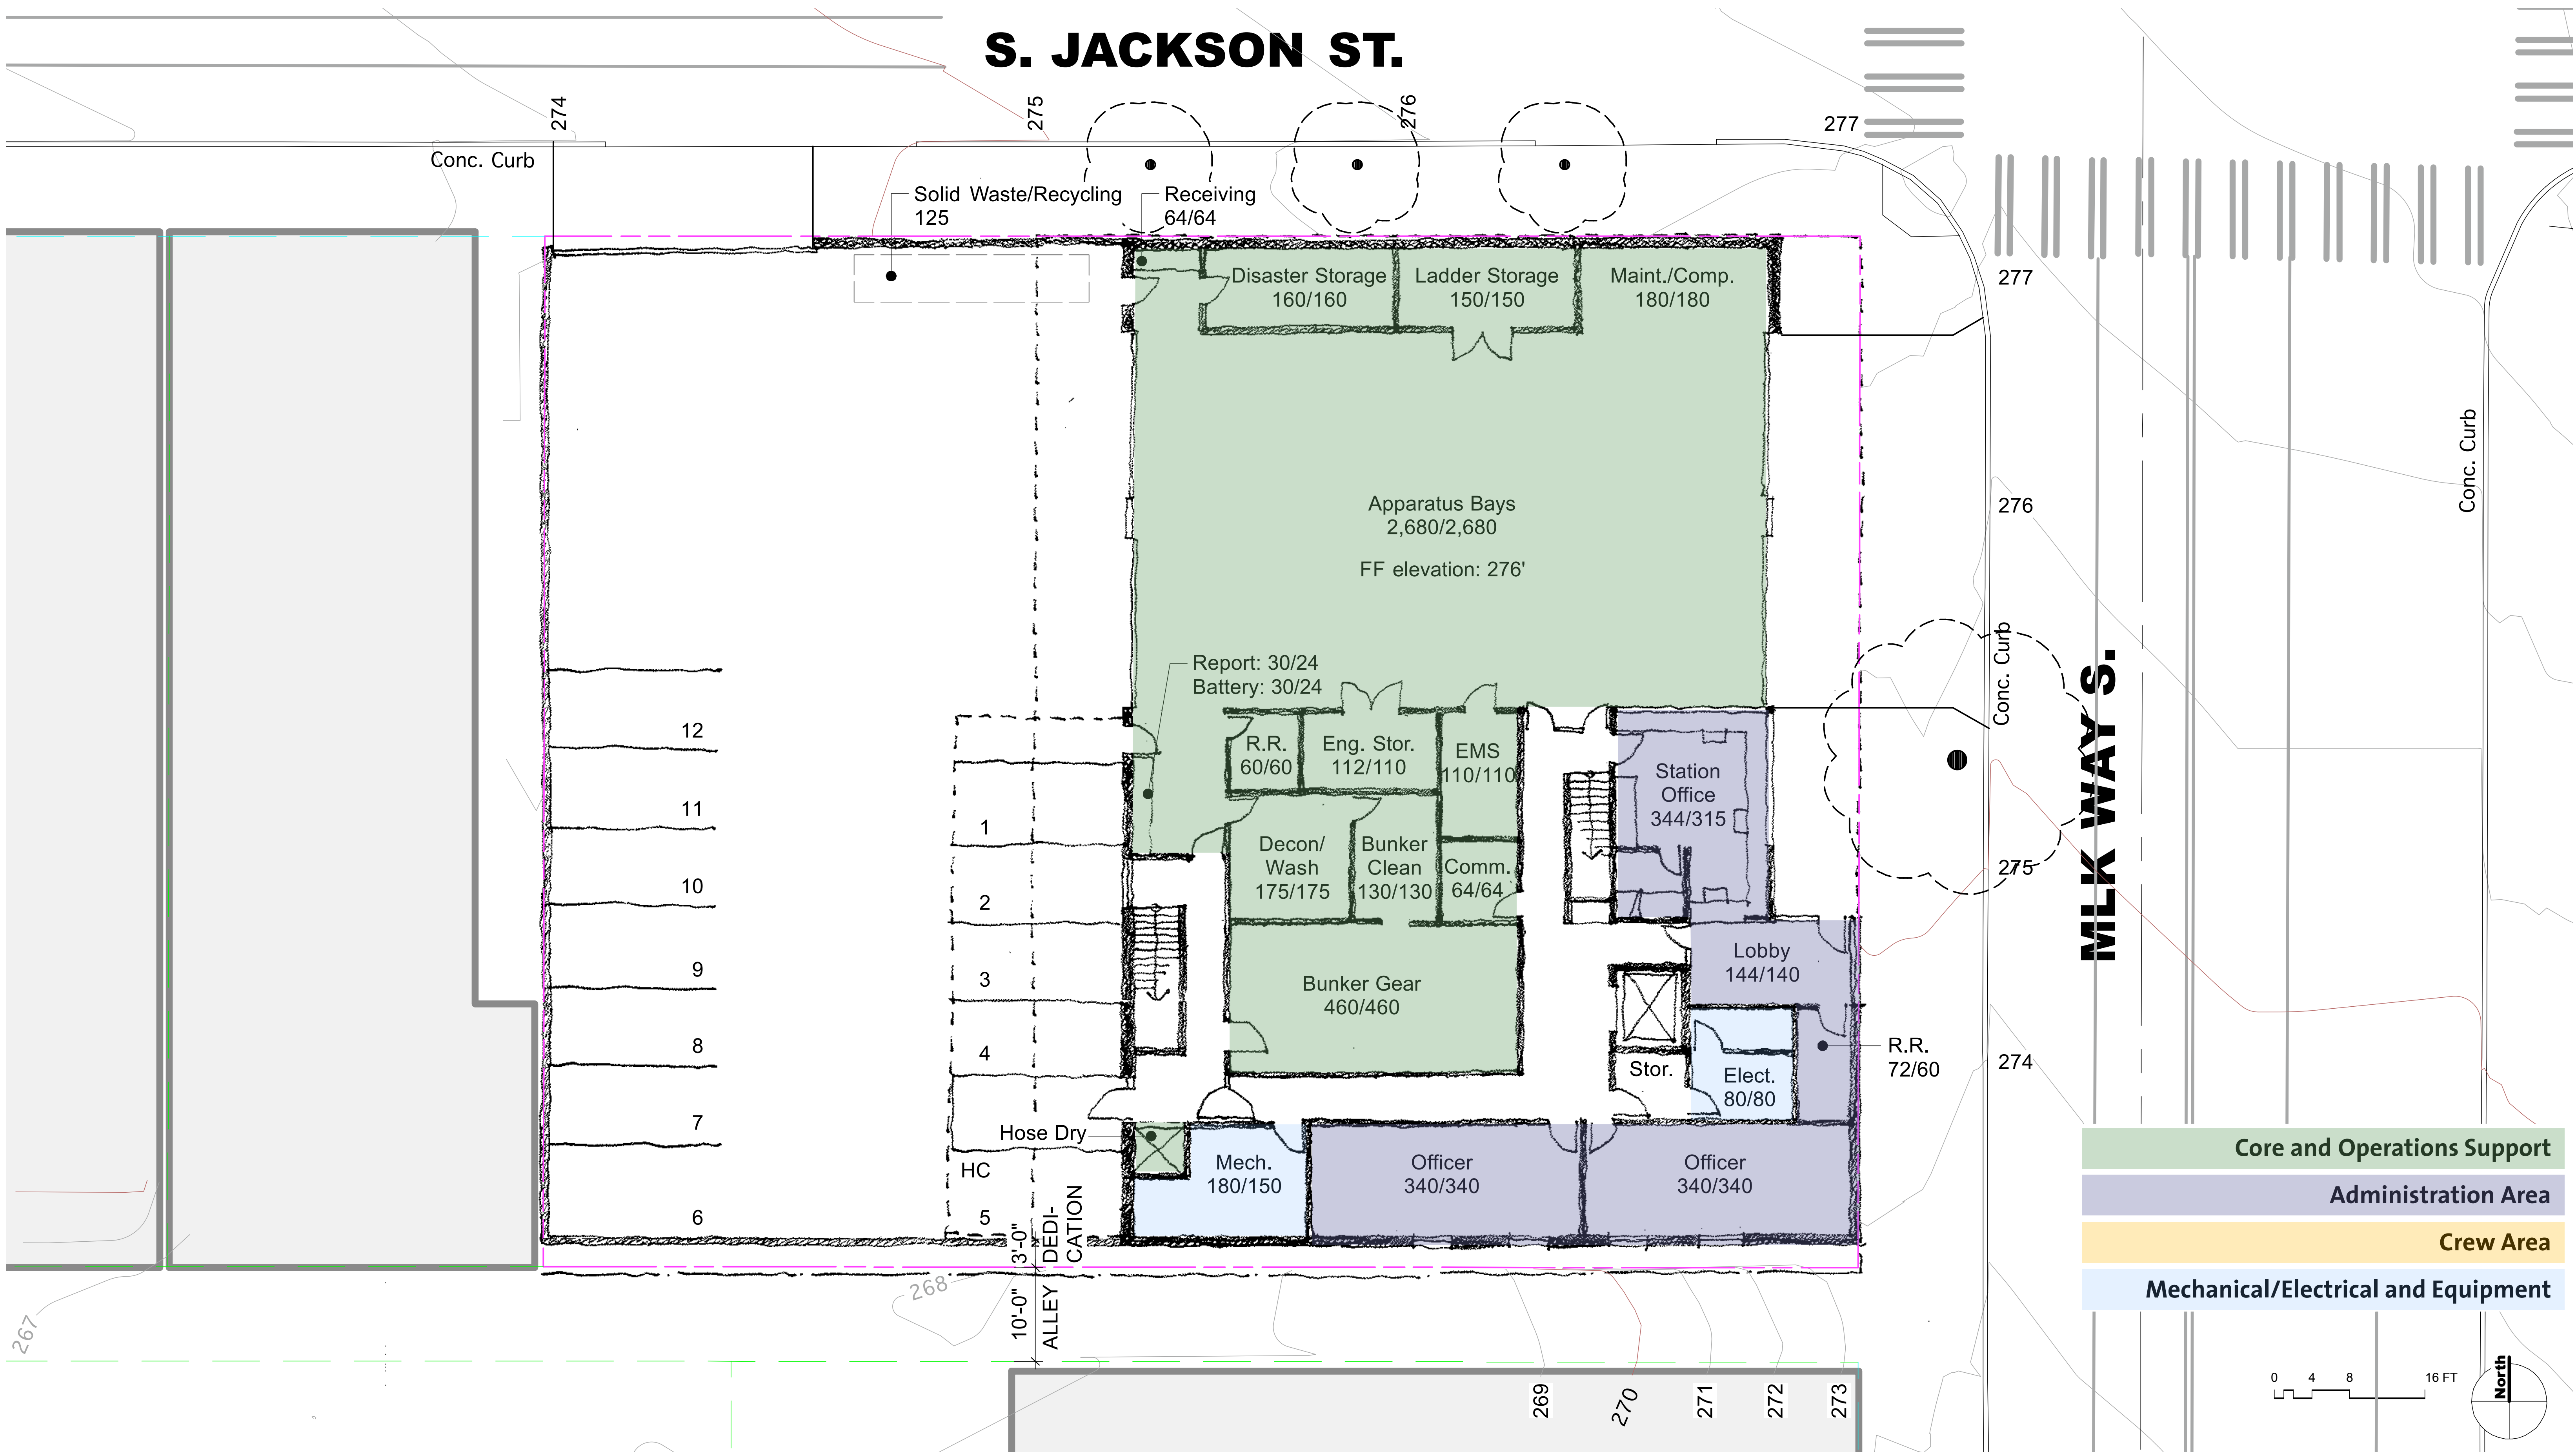 S. JACKSON ST.
274
275
276
277
Conc. Curb
Solid Waste/Recycling
125
Receiving
64/64
Disaster Storage
160/160
Ladder Storage
150/150
Maint./Comp.
180/180
277
Apparatus Bays
2,680/2,680
FF elevation: 276'
276
Conc. Curb
Conc. Curb
MLK WAY S.
Report: 30/24
Battery: 30/24
R.R.
60/60
Eng. Stor.
112/110
EMS
110/110
Station
Office
344/315
12
11
10
9
8
7
6
1
2
3
4
HC
5
Decon/
Wash
175/175
Bunker
Clean
130/130
Comm.
64/64
275
Lobby
144/140
Bunker Gear
460/460
R.R.
72/60
274
Stor.
Elect.
80/80
Hose Dry
Mech.
180/150
Officer
340/340
Officer
340/340
3'-0"
DEDI-
CATION
10'-0"
ALLEY
268
267
269
270
271
272
273
Core and Operations Support
Administration Area
Crew Area
Mechanical/Electrical and Equipment
0 4 8 16 FT
North